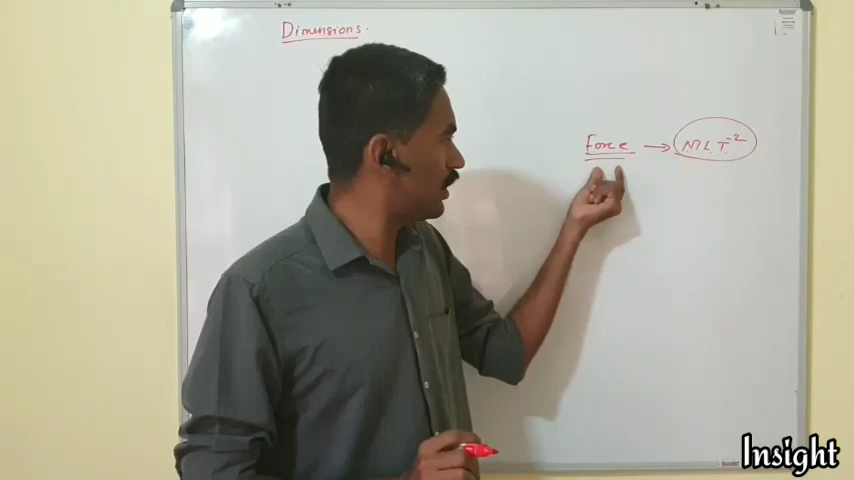 Dimensions.
Force → MLT⁻²
Insight